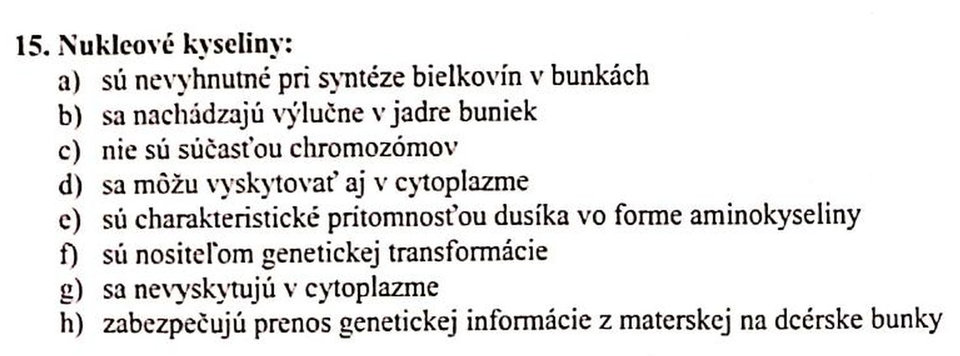 15. Nukleové kyseliny:
a) sú nevyhnutné pri syntéze bielkovín v bunkách
b) sa nachádzajú výlučne v jadre buniek
c) nie sú súčasťou chromozómov
d) sa môžu vyskytovať aj v cytoplazme
e) sú charakteristické prítomnosťou dusíka vo forme aminokyseliny
f) sú nositeľom genetickej transformácie
g) sa nevyskytujú v cytoplazme
h) zabezpečujú prenos genetickej informácie z materskej na dcérske bunky